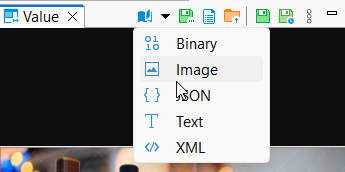 Value
Binary
Image
JSON
Text
XML